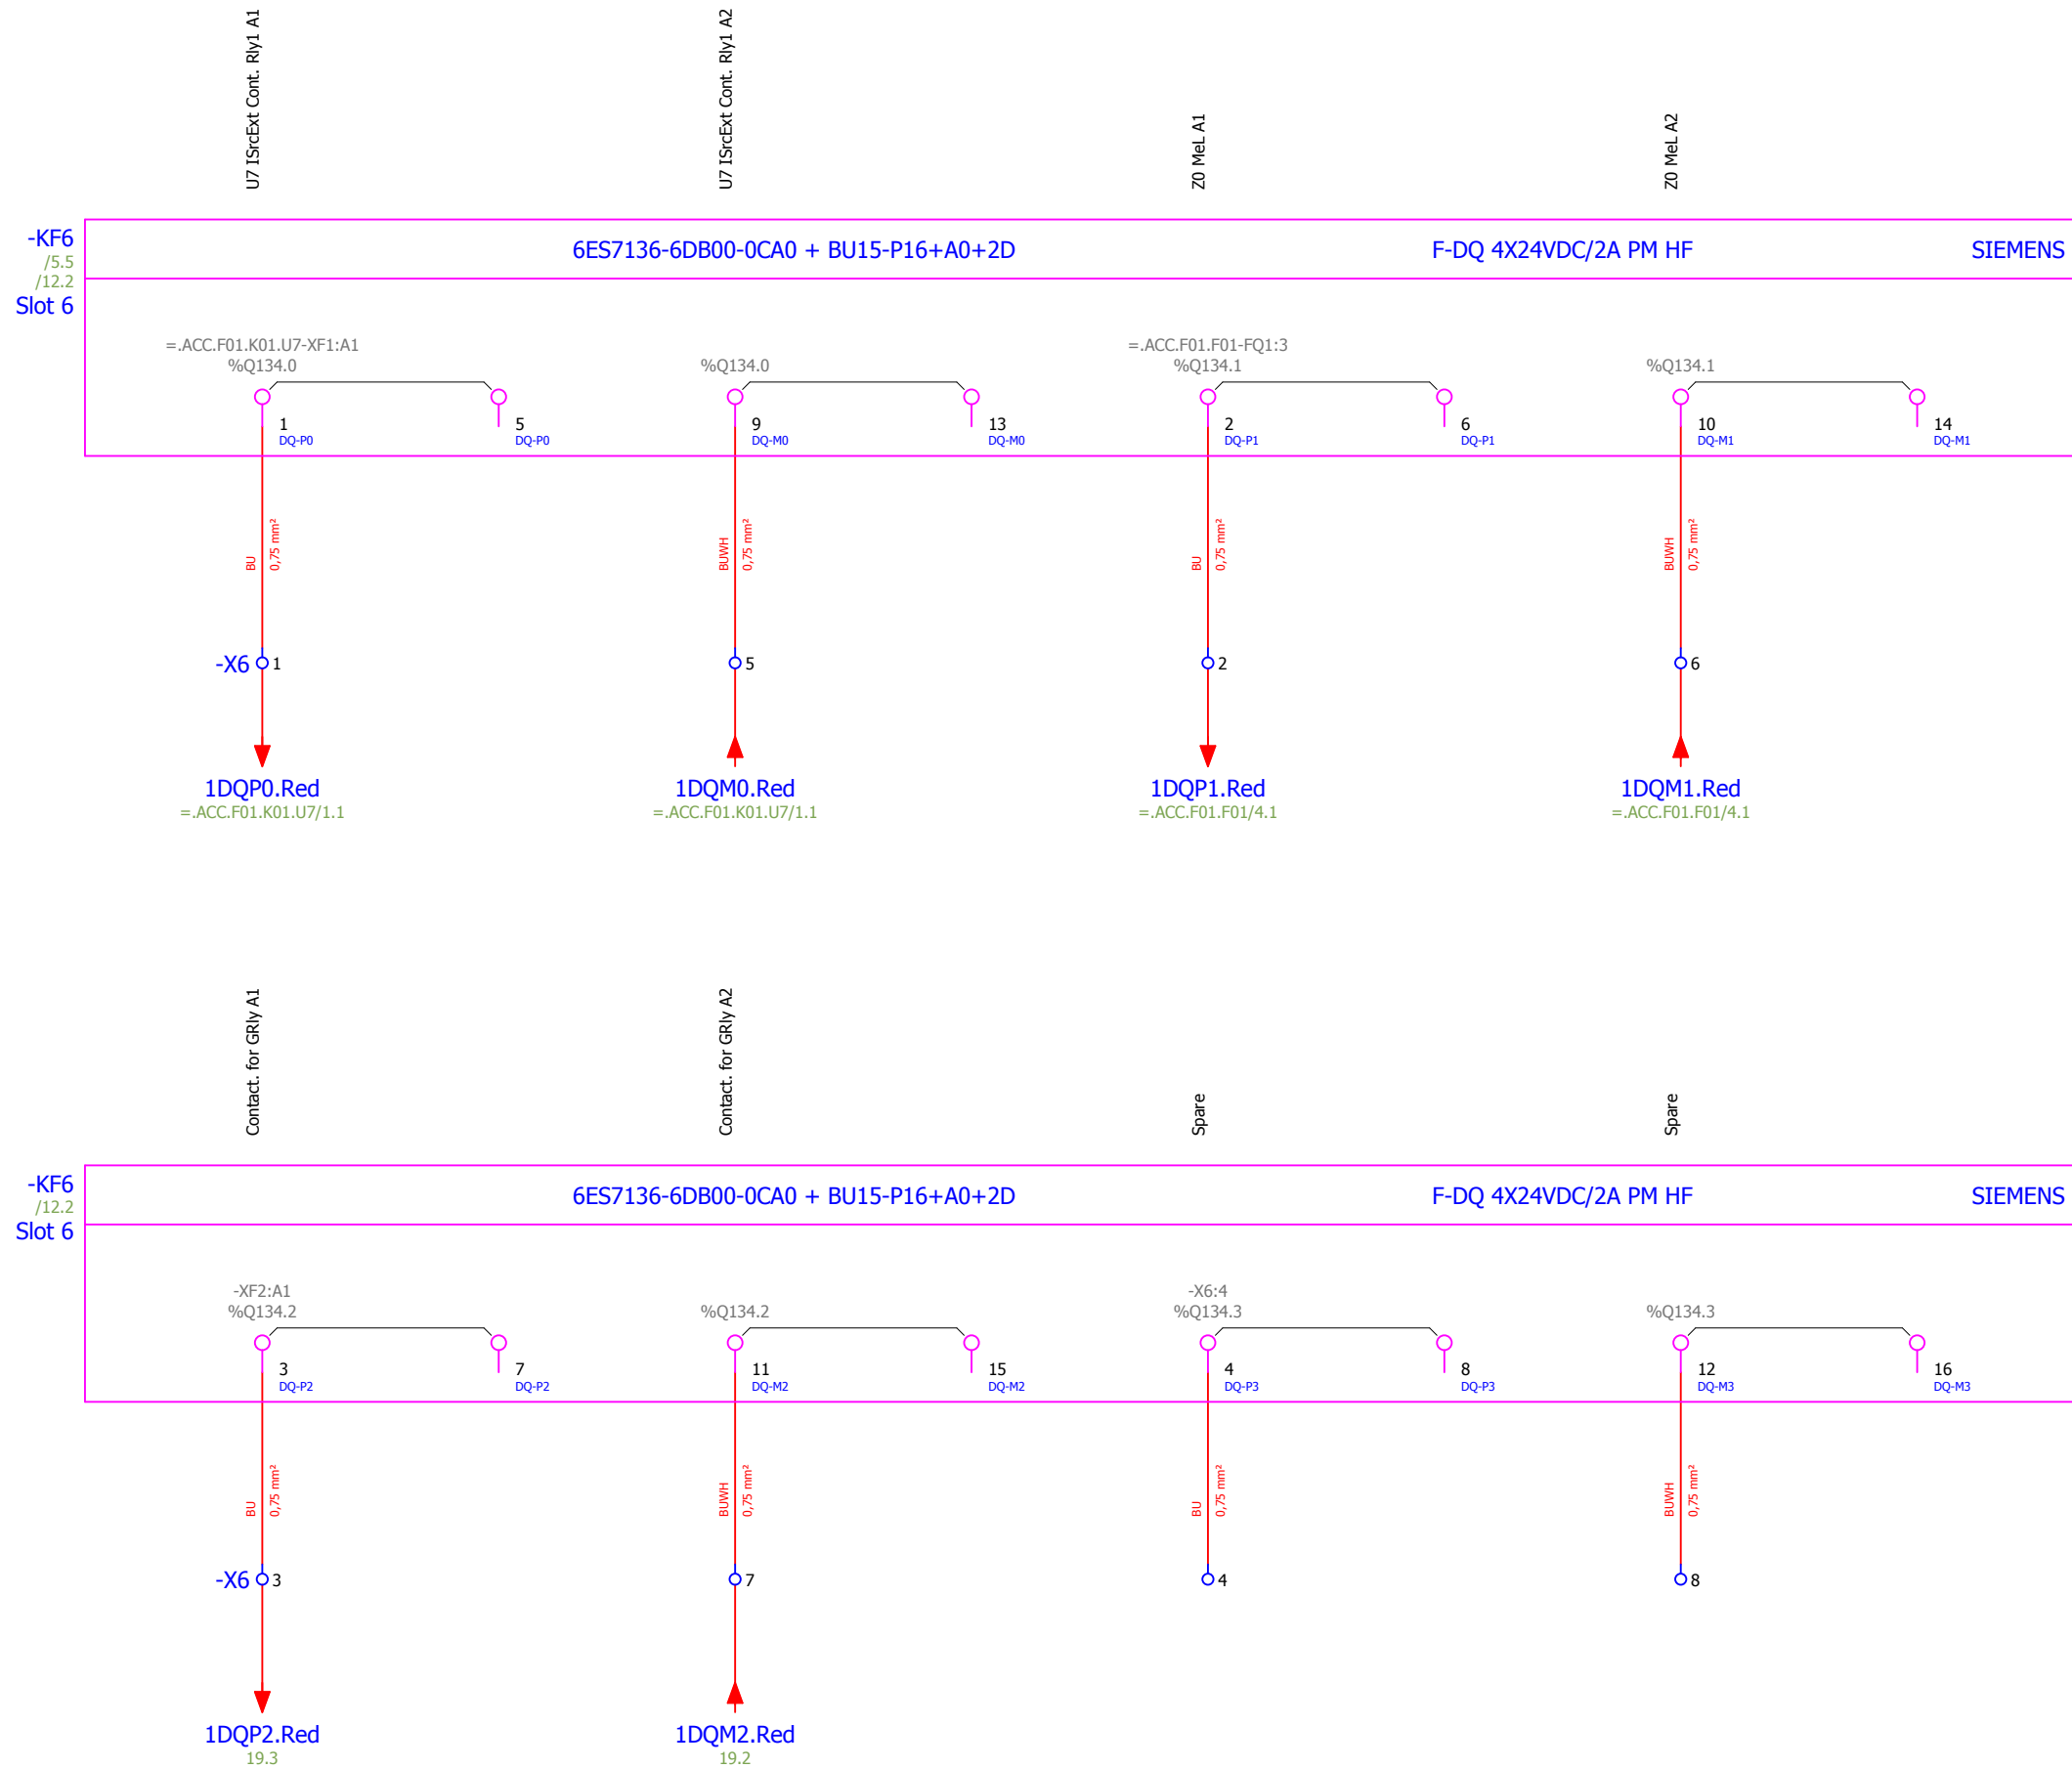 U7 ISrcExt Cont. Rly1 A1
U7 ISrcExt Cont. Rly1 A2
Z0 MeL A1
Z0 MeL A2
-KF6
/5.5
/12.2
Slot 6
6ES7136-6DB00-0CA0 + BU15-P16+A0+2D
F-DQ 4X24VDC/2A PM HF
SIEMENS
=.ACC.F01.K01.U7-XF1:A1
%Q134.0
%Q134.0
=.ACC.F01.F01-FQ1:3
%Q134.1
%Q134.1
1
DQ-P0
5
DQ-P0
9
DQ-M0
13
DQ-M0
2
DQ-P1
6
DQ-P1
10
DQ-M1
14
DQ-M1
BU
0,75 mm²
BUWH
0,75 mm²
BU
0,75 mm²
BUWH
0,75 mm²
-X6
1
5
2
6
1DQP0.Red
=.ACC.F01.K01.U7/1.1
1DQM0.Red
=.ACC.F01.K01.U7/1.1
1DQP1.Red
=.ACC.F01.F01/4.1
1DQM1.Red
=.ACC.F01.F01/4.1
Contact. for GRly A1
Contact. for GRly A2
Spare
Spare
-KF6
/12.2
Slot 6
6ES7136-6DB00-0CA0 + BU15-P16+A0+2D
F-DQ 4X24VDC/2A PM HF
SIEMENS
-XF2:A1
%Q134.2
%Q134.2
-X6:4
%Q134.3
%Q134.3
3
DQ-P2
7
DQ-P2
11
DQ-M2
15
DQ-M2
4
DQ-P3
8
DQ-P3
12
DQ-M3
16
DQ-M3
BU
0,75 mm²
BUWH
0,75 mm²
BU
0,75 mm²
BUWH
0,75 mm²
-X6
3
7
4
8
1DQP2.Red
19.3
1DQM2.Red
19.2